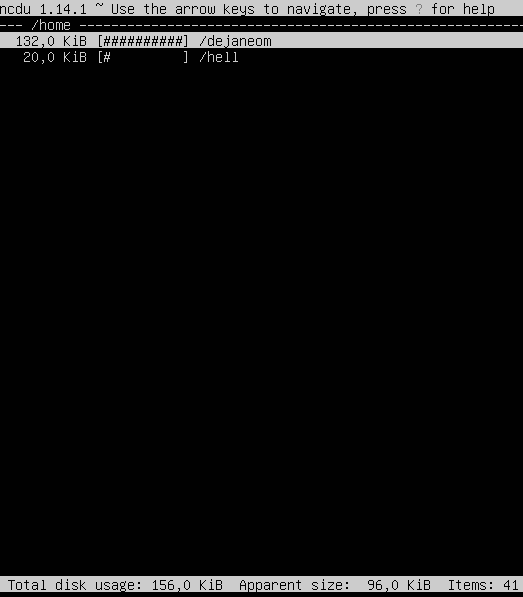 ncdu 1.14.1 ~ Use the arrow keys to navigate, press ? for help
--- /home ----------------------------------------------------------
132,0 KiB [##########] /dejaneom
20,0 KiB [#         ] /hell
Total disk usage: 156,0 KiB  Apparent size:  96,0 KiB  Items: 41